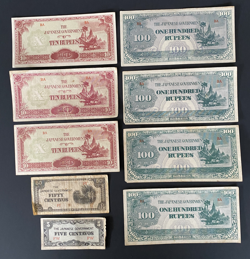 THE
JAPANESE GOVERNMENT
TEN RUPEES
THE
JAPANESE GOVERNMENT
TEN RUPEES
THE
JAPANESE GOVERNMENT
TEN RUPEES
THE JAPANESE GOVERNMENT
FIFTY
CENTAVOS
THE JAPANESE GOVERNMENT
FIVE CENTAVOS
100
THE JAPANESE GOVERNMENT
ONE HUNDRED
RUPEES
100
100
THE JAPANESE GOVERNMENT
ONE HUNDRED
RUPEES
100
100
THE JAPANESE GOVERNMENT
ONE HUNDRED
RUPEES
100
100
THE JAPANESE GOVERNMENT
ONE HUNDRED
RUPEES
100